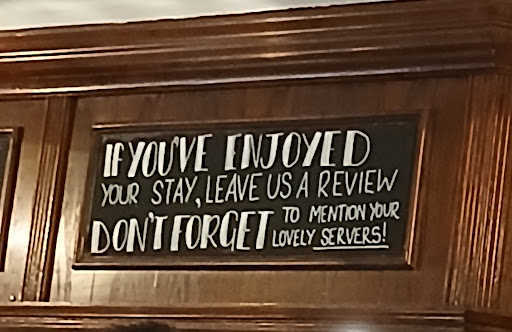 IF YOU'VE ENJOYED
YOUR STAY, LEAVE US A REVIEW
DON'T FORGET TO MENTION YOUR
LOVELY SERVERS!